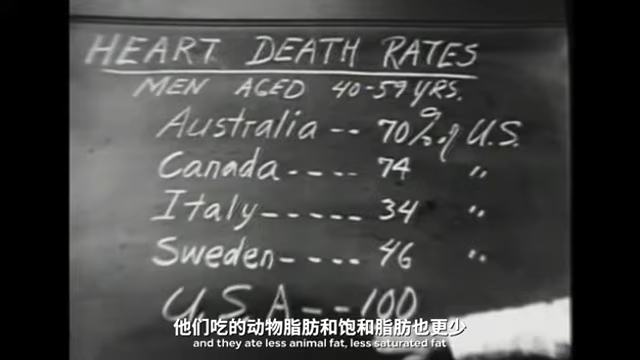 HEART DEATH RATES
MEN AGED 40-59 YRS.
Australia -- 70% of U.S.
Canada ---- 74 "
Italy ----- 34 "
Sweden ---- 46 "
USA -- 100
他们吃的动物脂肪和饱和脂肪也更少
and they ate less animal fat, less saturated fat